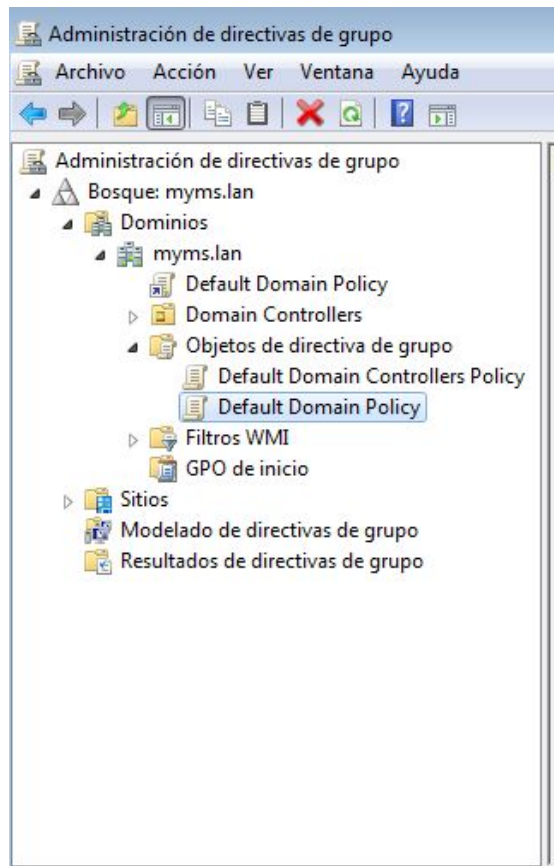 Administración de directivas de grupo
Archivo Acción Ver Ventana Ayuda
Administración de directivas de grupo
Bosque: myms.lan
Dominios
myms.lan
Default Domain Policy
Domain Controllers
Objetos de directiva de grupo
Default Domain Controllers Policy
Default Domain Policy
Filtros WMI
GPO de inicio
Sitios
Modelado de directivas de grupo
Resultados de directivas de grupo